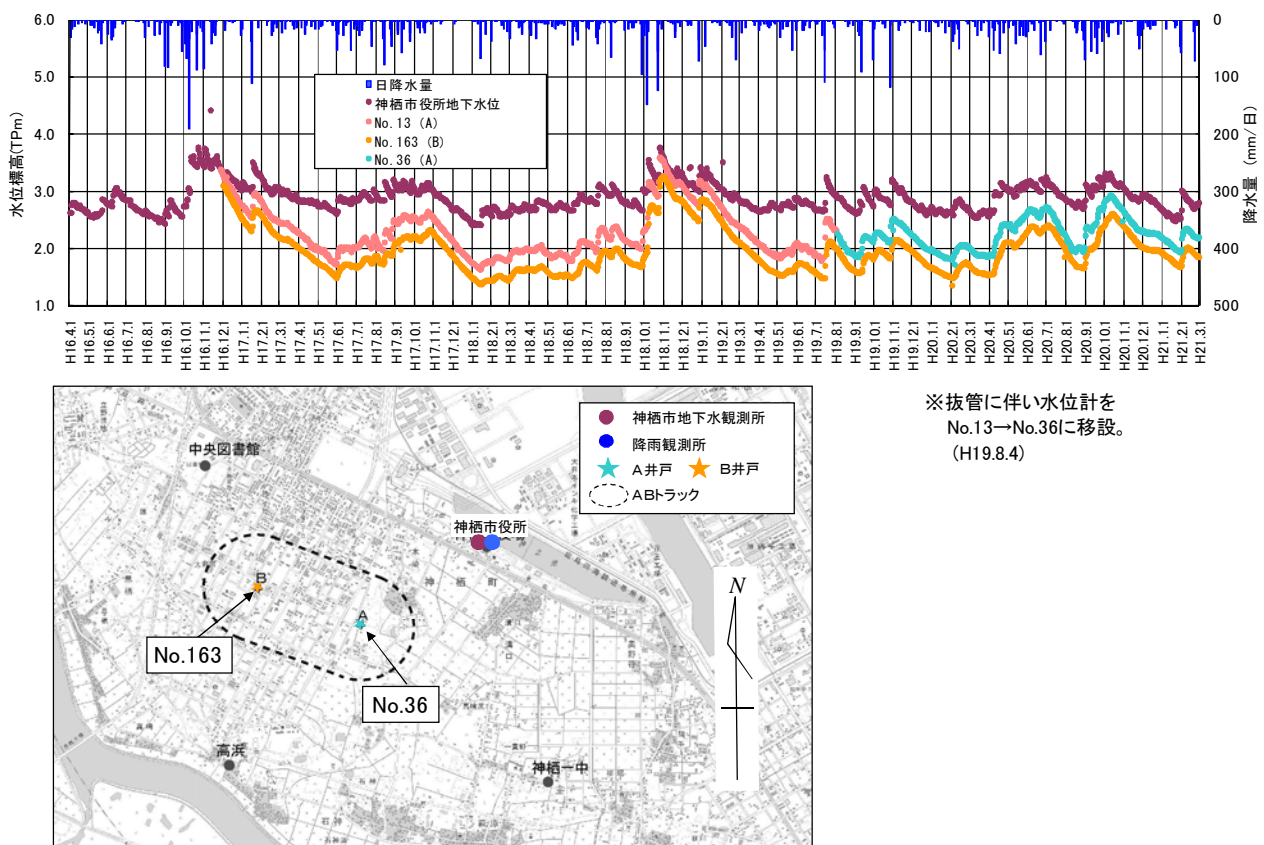 6.0
5.0
4.0
3.0
2.0
1.0
水位標高(TPm)
0
100
200
300
400
500
降水量 (mm/日)
日降水量
神栖市役所地下水位
No.13 (A)
No.163 (B)
No.36 (A)
H16.4.1
H16.5.1
H16.6.1
H16.7.1
H16.8.1
H16.9.1
H16.10.1
H16.11.1
H16.12.1
H17.1.1
H17.2.1
H17.3.1
H17.4.1
H17.5.1
H17.6.1
H17.7.1
H17.8.1
H17.9.1
H17.10.1
H17.11.1
H17.12.1
H18.1.1
H18.2.1
H18.3.1
H18.4.1
H18.5.1
H18.6.1
H18.7.1
H18.8.1
H18.9.1
H18.10.1
H18.11.1
H18.12.1
H19.1.1
H19.2.1
H19.3.1
H19.4.1
H19.5.1
H19.6.1
H19.7.1
H19.8.1
H19.9.1
H19.10.1
H19.11.1
H19.12.1
H20.1.1
H20.2.1
H20.3.1
H20.4.1
H20.5.1
H20.6.1
H20.7.1
H20.8.1
H20.9.1
H20.10.1
H20.11.1
H20.12.1
H21.1.1
H21.2.1
H21.3.1
※抜管に伴い水位計を
No.13→No.36に移設。
(H19.8.4)
神栖市地下水観測所
降雨観測所
A井戸 B井戸
ABトラック
中央図書館
神栖市役所
神栖町
B
A
No.163
No.36
N
高浜
神栖一中
石神
萩原